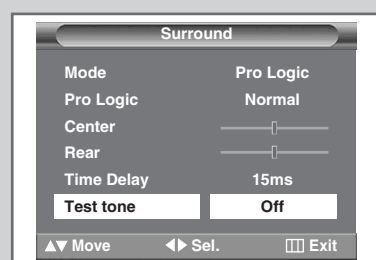 Surround
Mode Pro Logic
Pro Logic Normal
Center
Rear
Time Delay 15ms
Test tone Off
▲▼ Move ◀▶ Sel. Exit